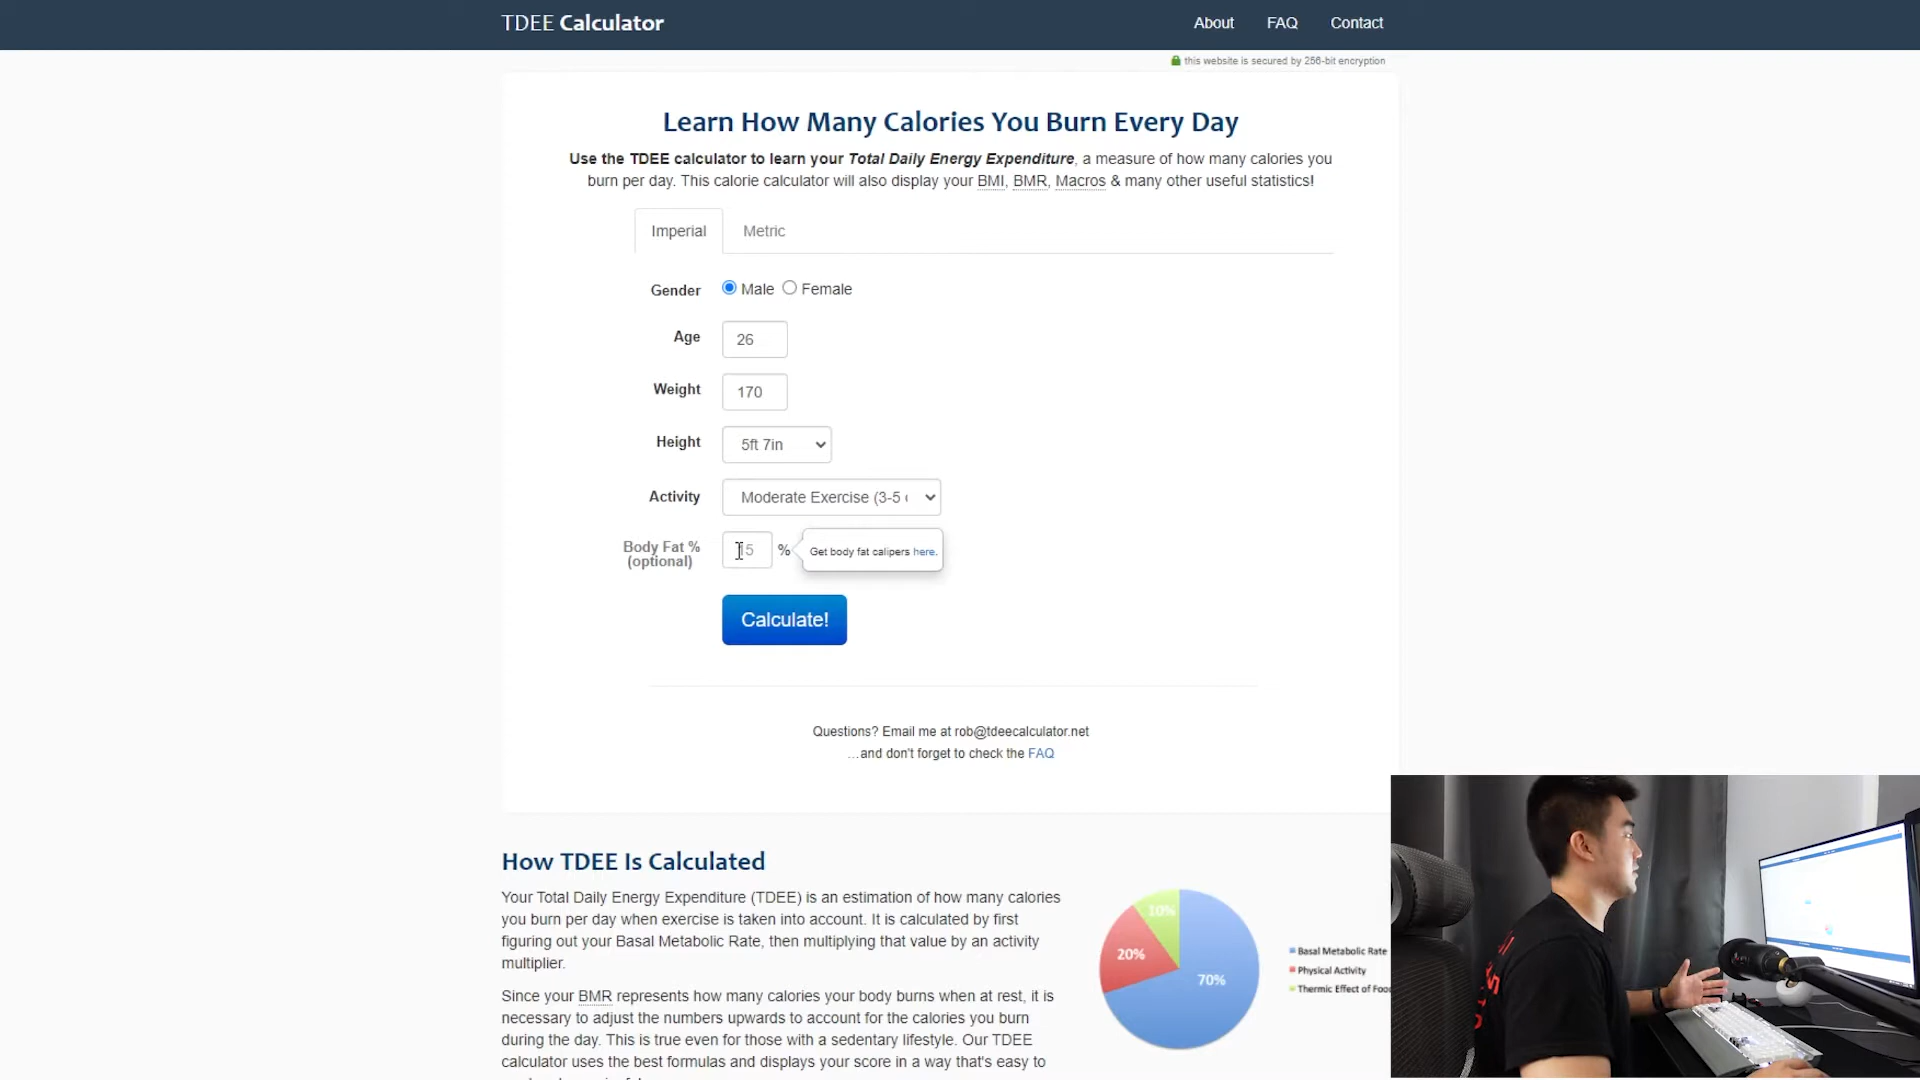 TDEE Calculator
About FAQ Contact
this website is secured by 256-bit encryption
Learn How Many Calories You Burn Every Day
Use the TDEE calculator to learn your Total Daily Energy Expenditure, a measure of how many calories you
burn per day. This calorie calculator will also display your BMI, BMR, Macros & many other useful statistics!
Imperial Metric
Gender Male Female
Age 26
Weight 170
Height 5ft 7in
Activity Moderate Exercise (3-5
Body Fat %
(optional)
15 % Get body fat calipers here.
Calculate!
Questions? Email me at rob@tdeecalculator.net
...and don't forget to check the FAQ
How TDEE Is Calculated
Your Total Daily Energy Expenditure (TDEE) is an estimation of how many calories
you burn per day when exercise is taken into account. It is calculated by first
figuring out your Basal Metabolic Rate, then multiplying that value by an activity
multiplier.
Since your BMR represents how many calories your body burns when at rest, it is
necessary to adjust the numbers upwards to account for the calories you burn
during the day. This is true even for those with a sedentary lifestyle. Our TDEE
calculator uses the best formulas and displays your score in a way that's easy to
10%
20%
70%
Basal Metabolic Rate
Physical Activity
Thermic Effect of Foo